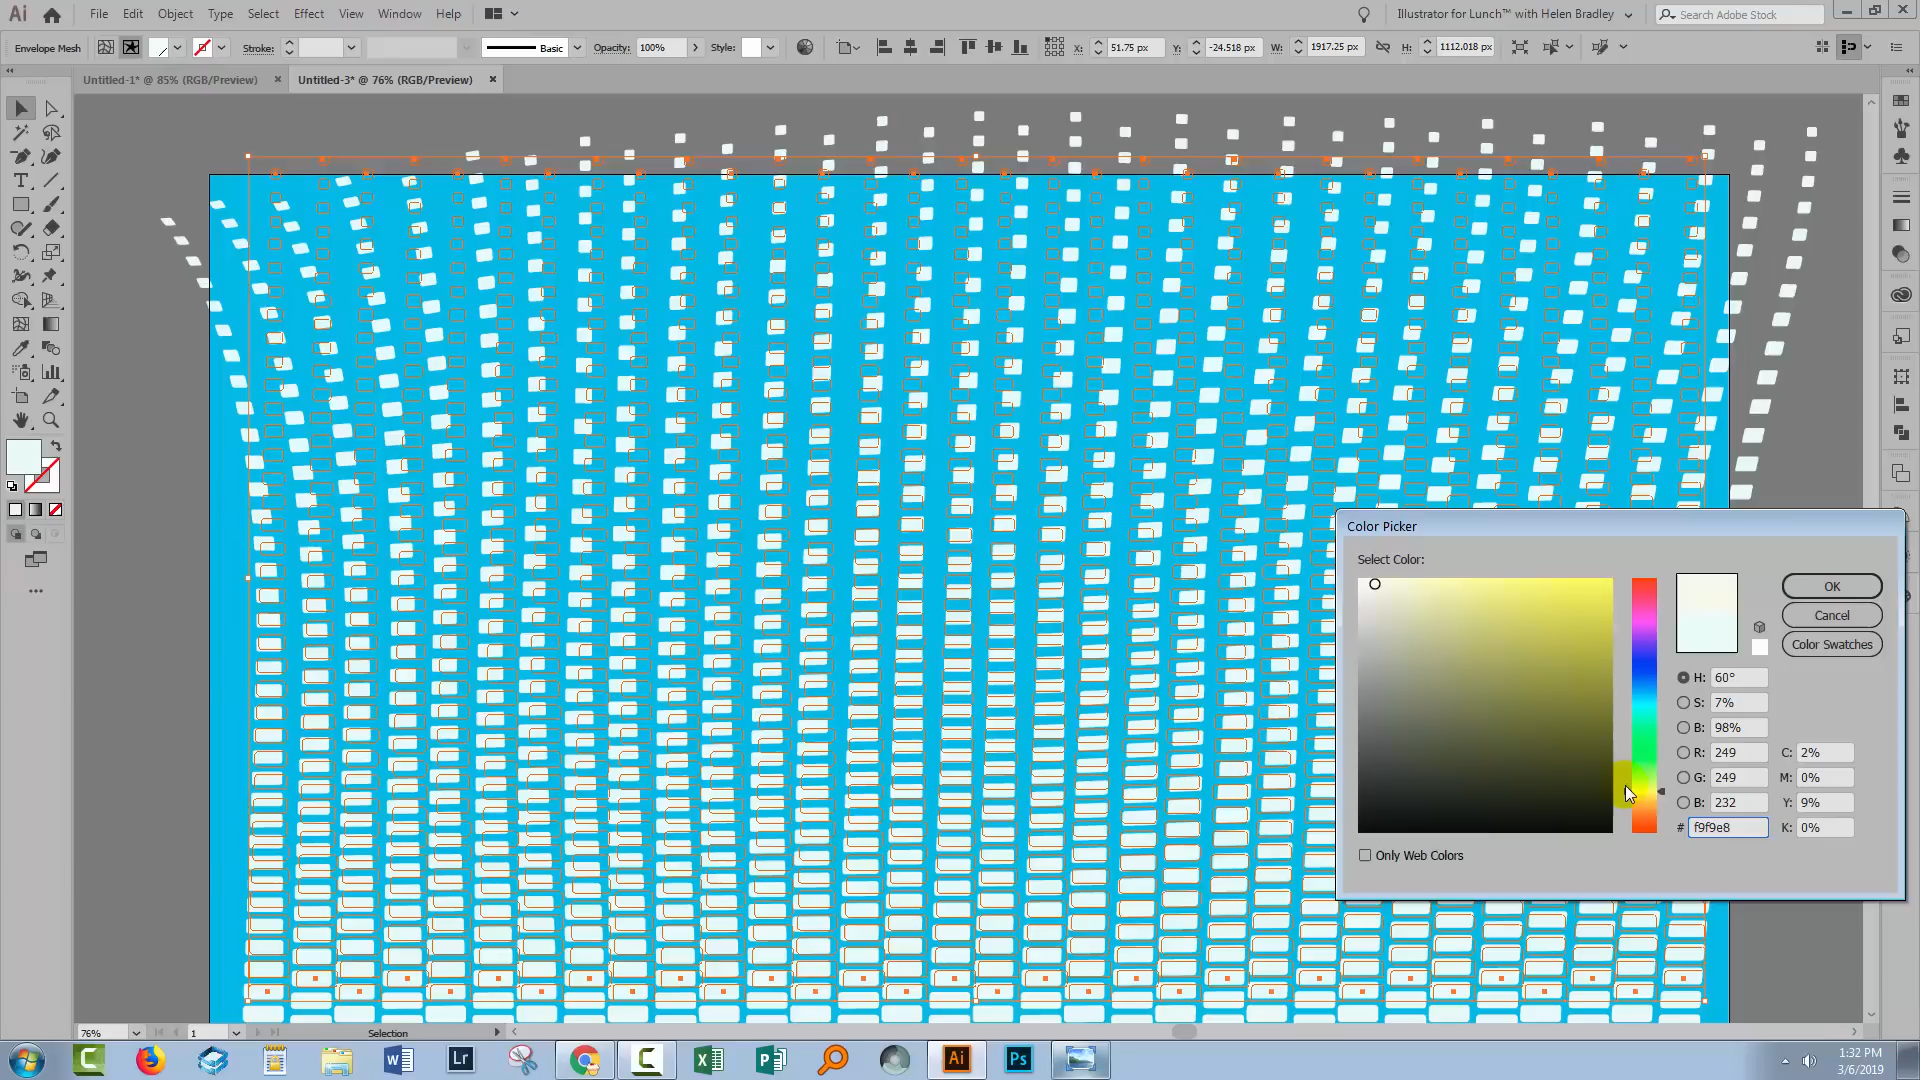 Ai File Edit Object Type Select Effect View Window Help Illustrator for Lunch™ with Helen Bradley Search Adobe Stock
Envelope Mesh Stroke: Basic Opacity: 100% Style: X: 51.75 px Y: -24.518 px W: 1917.25 px H: 1112.018 px
Untitled-1* @ 85% (RGB/Preview) Untitled-3* @ 76% (RGB/Preview)
Color Picker
Select Color:
OK
Cancel
Color Swatches
H: 60°
S: 7%
B: 98%
R: 249 C: 2%
G: 249 M: 0%
B: 232 Y: 9%
# f9f9e8 K: 0%
Only Web Colors
76% 1 Selection
Lr Ai Ps
1:32 PM
3/6/2019